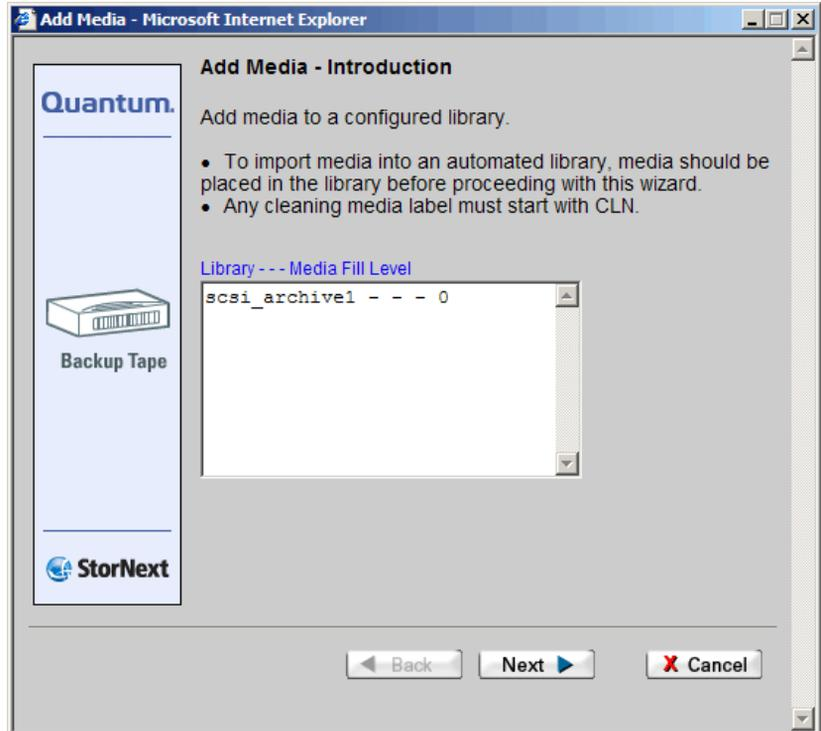 Add Media - Microsoft Internet Explorer
Quantum.
Backup Tape
StorNext
Add Media - Introduction
Add media to a configured library.
• To import media into an automated library, media should be
placed in the library before proceeding with this wizard.
• Any cleaning media label must start with CLN.
Library - - - Media Fill Level
scsi_archive1 - - - 0
Back
Next
X Cancel